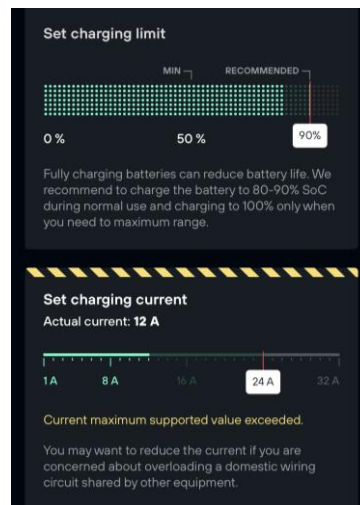 Set charging limit
MIN RECOMMENDED
0 % 50 % 90%
Fully charging batteries can reduce battery life. We
recommend to charge the battery to 80-90% SoC
during normal use and charging to 100% only when
you need to maximum range.
Set charging current
Actual current: 12 A
1 A 8 A 16 A 24 A 32 A
Current maximum supported value exceeded.
You may want to reduce the current if you are
concerned about overloading a domestic wiring
circuit shared by other equipment.